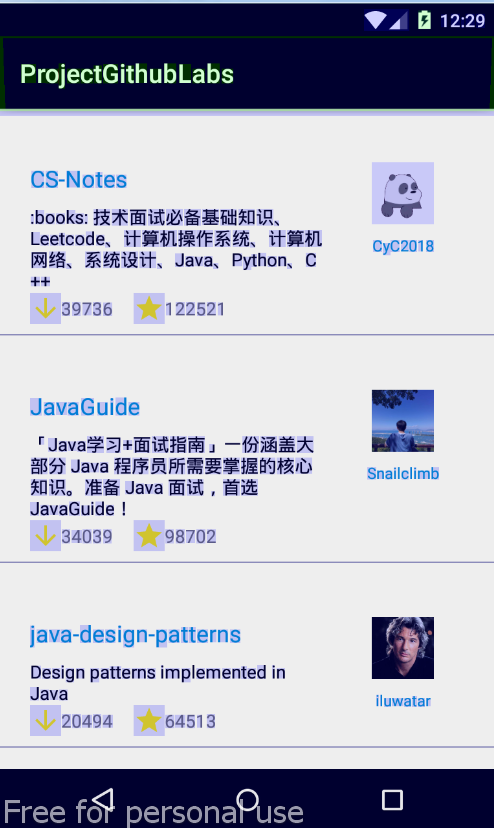 12:29
ProjectGithubLabs
CS-Notes
:books: 技术面试必备基础知识、
Leetcode、计算机操作系统、计算机
网络、系统设计、Java、Python、C
++
CyC2018
39736 122521
JavaGuide
「Java学习+面试指南」一份涵盖大
部分 Java 程序员所需要掌握的核心
知识。准备 Java 面试，首选
JavaGuide！
Snailclimb
34039 98702
java-design-patterns
Design patterns implemented in
Java
iluwatar
20494 64513
Free for personal use